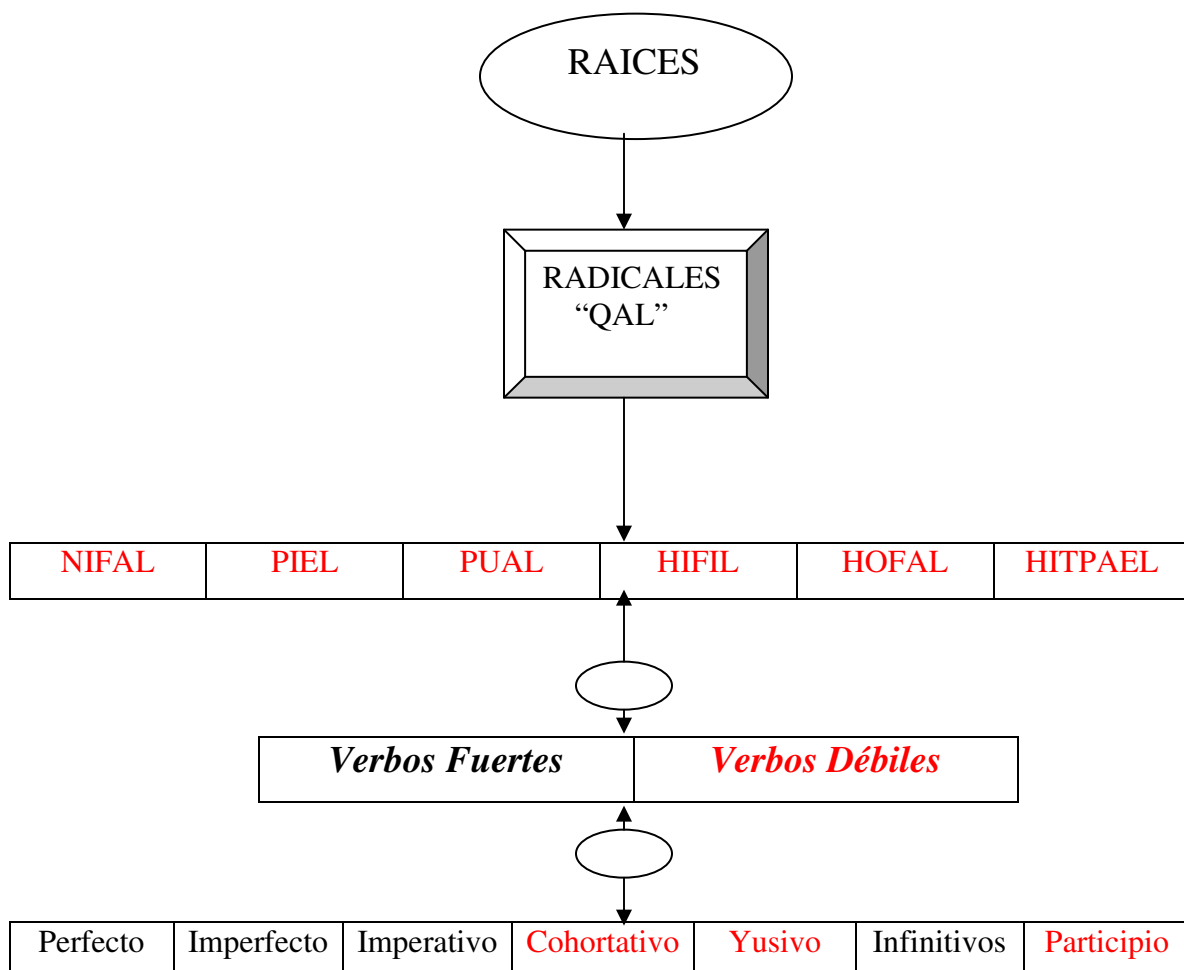 RAICES
RADICALES
“QAL”
NIFAL PIEL PUAL HIFIL HOFAL HITPAEL
Verbos Fuertes Verbos Débiles
Perfecto Imperfecto Imperativo Cohortativo Yusivo Infinitivos Participio